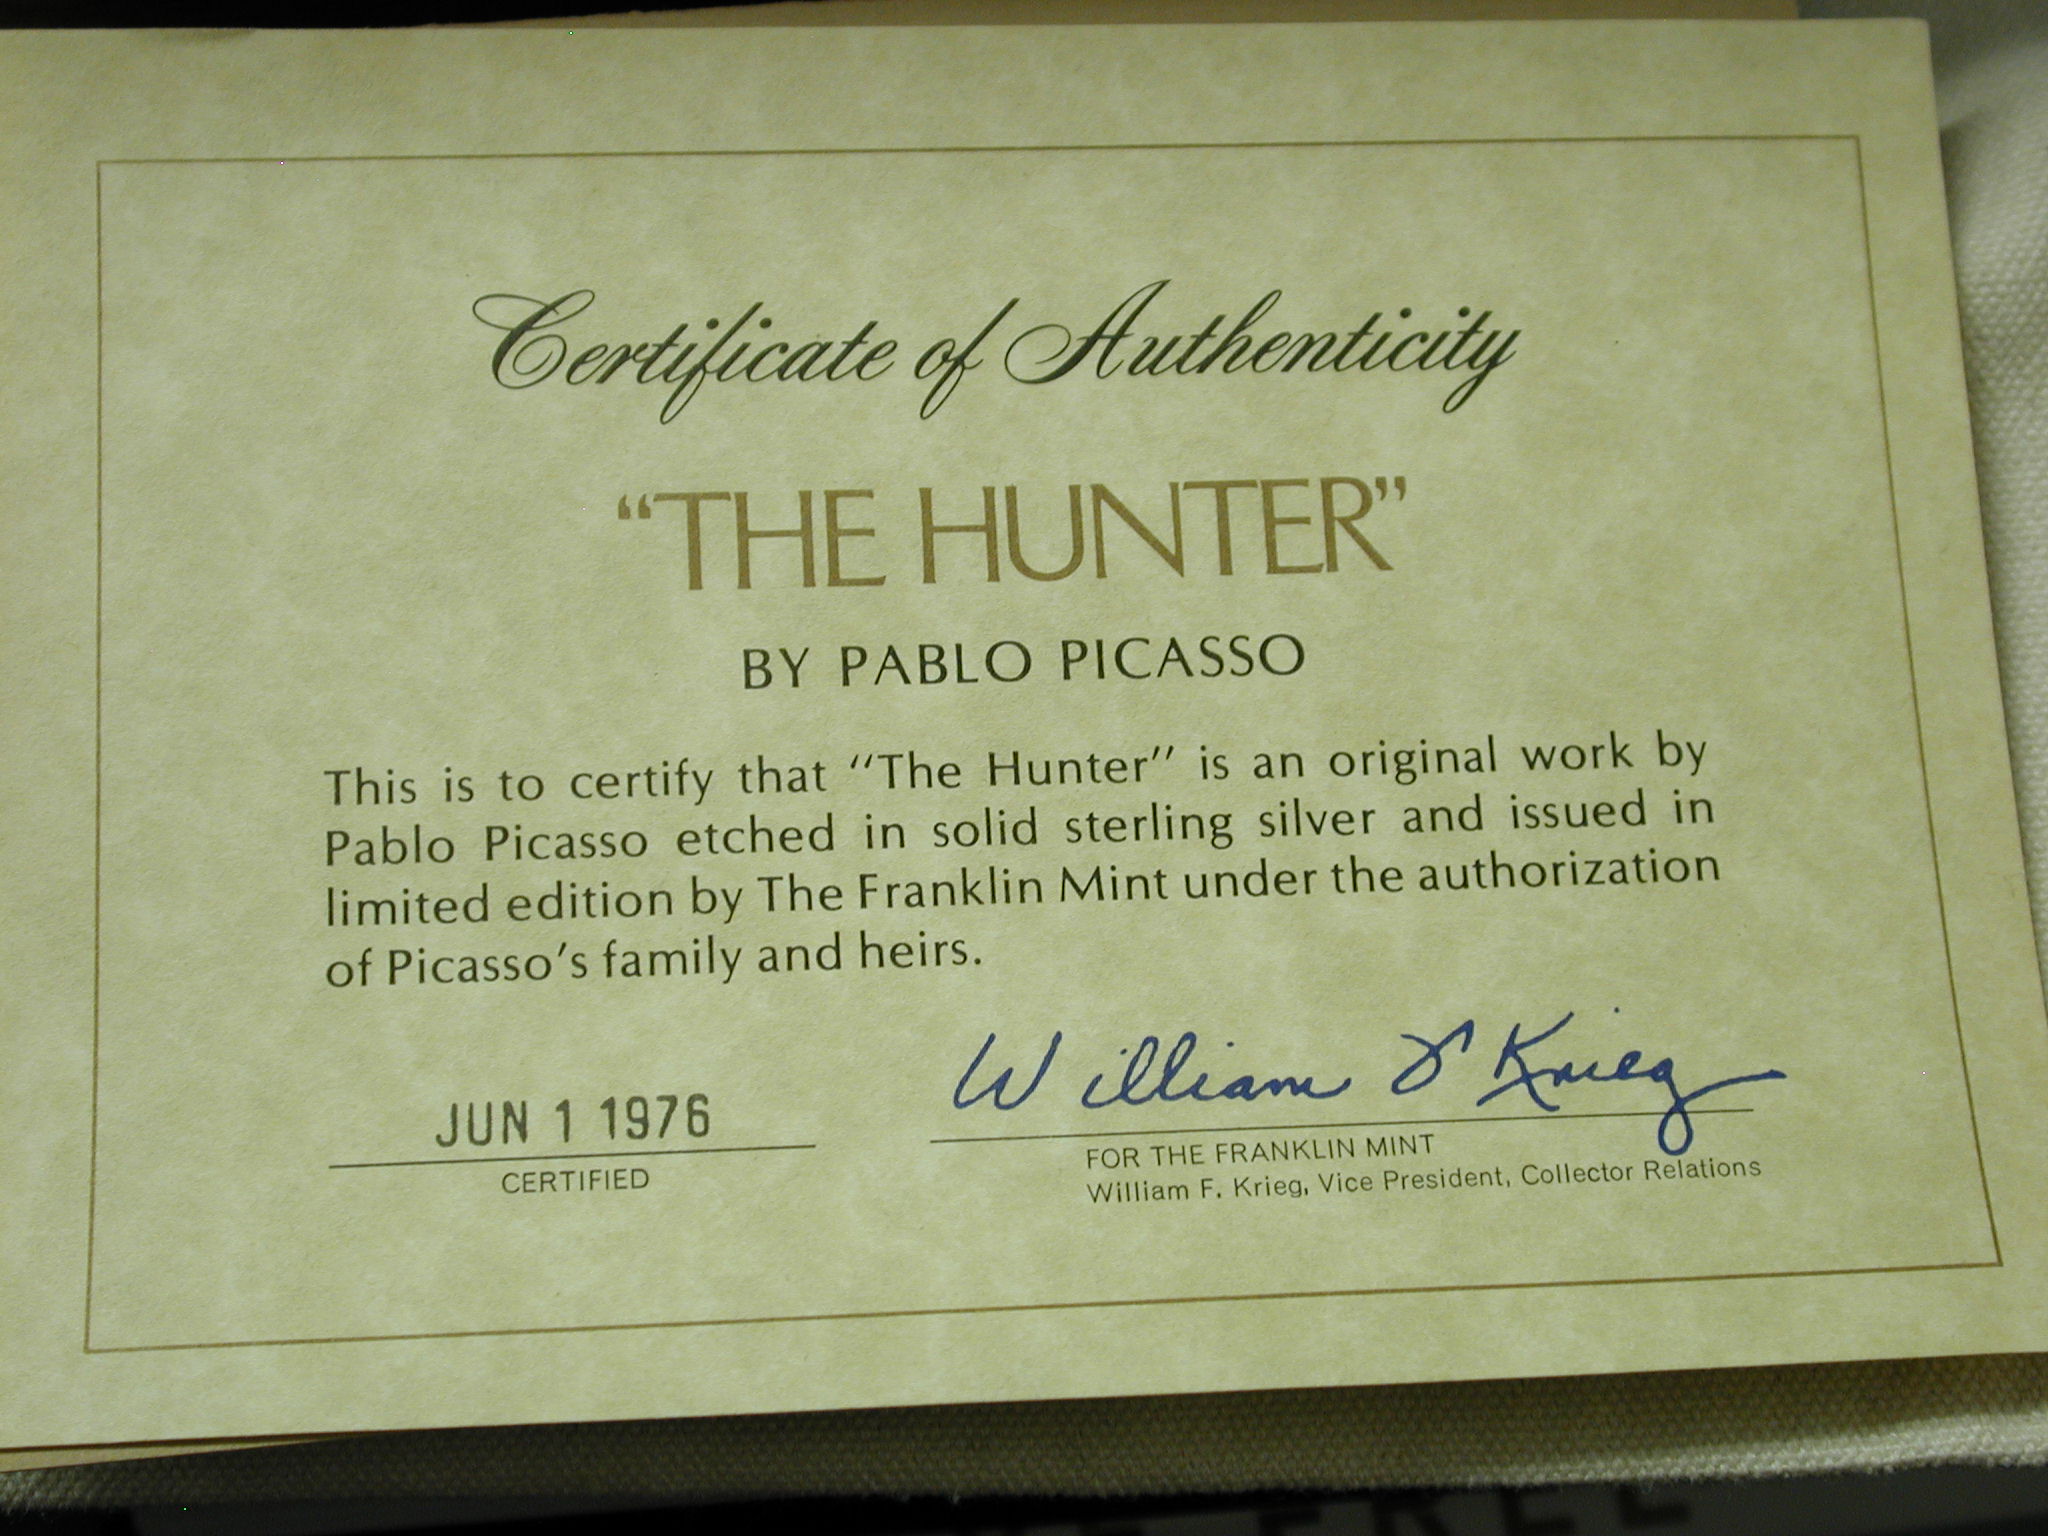 Certificate of Authenticity
“THE HUNTER”
BY PABLO PICASSO
This is to certify that “The Hunter” is an original work by
Pablo Picasso etched in solid sterling silver and issued in
limited edition by The Franklin Mint under the authorization
of Picasso’s family and heirs.
JUN 1 1976
CERTIFIED
William F Krieg
FOR THE FRANKLIN MINT
William F. Krieg, Vice President, Collector Relations